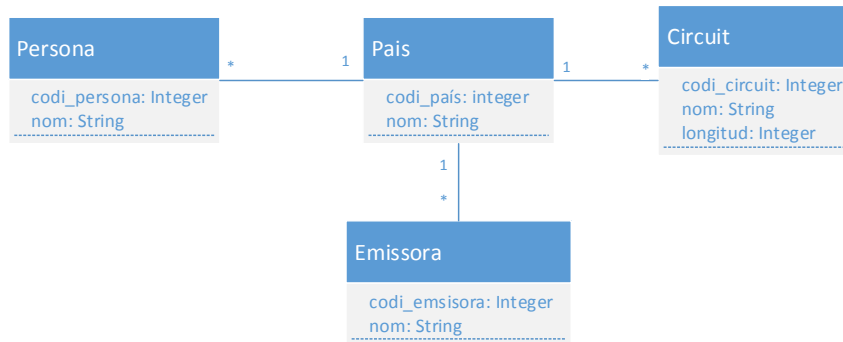 Persona
codi_persona: Integer
nom: String
*
1
Pais
codi_país: integer
nom: String
1
*
Circuit
codi_circuit: Integer
nom: String
longitud: Integer
1
*
Emissora
codi_emsisora: Integer
nom: String